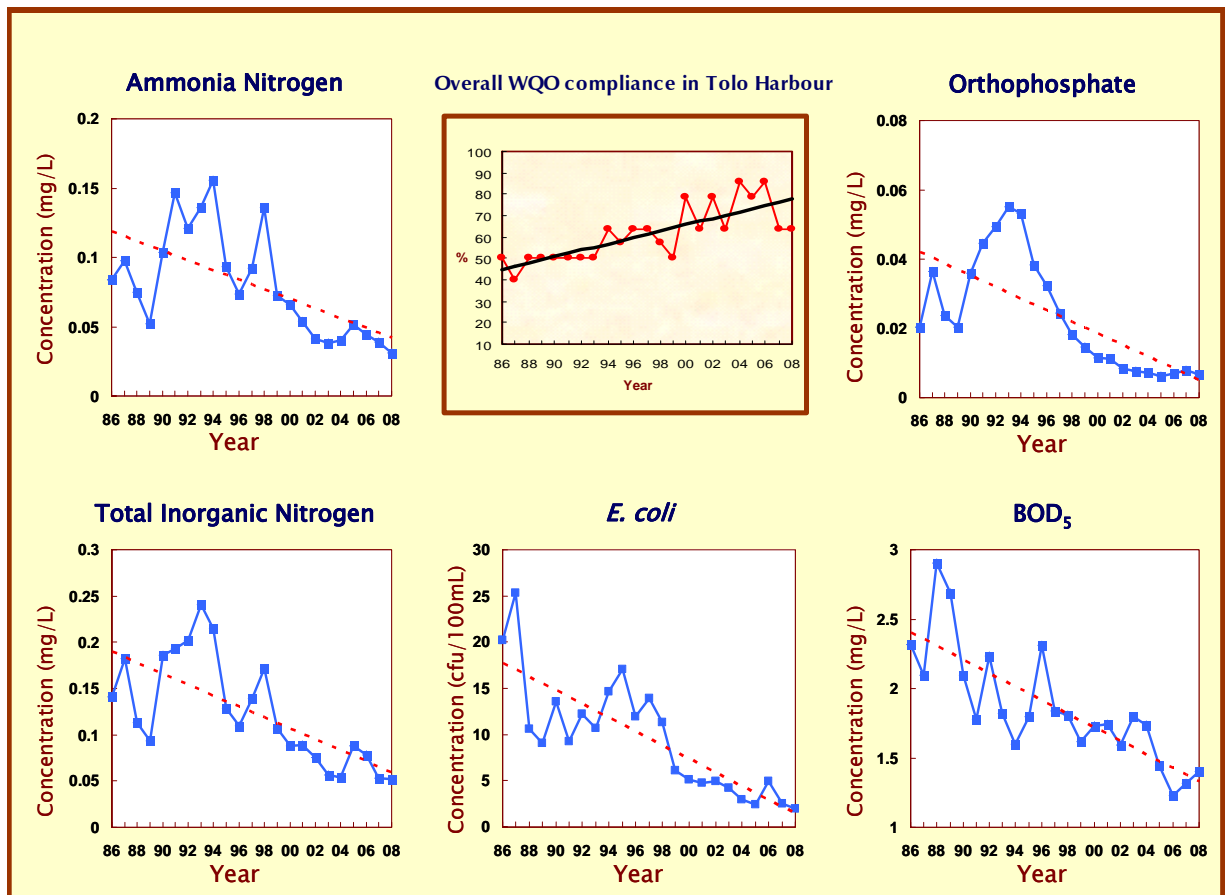 Ammonia Nitrogen
Concentration (mg/L)
0.2
0.15
0.1
0.05
0
86 88 90 92 94 96 98 00 02 04 06 08
Year
Overall WQO compliance in Tolo Harbour
%
100
90
80
70
60
50
40
30
20
10
86 88 90 92 94 96 98 00 02 04 06 08
Year
Orthophosphate
Concentration (mg/L)
0.08
0.06
0.04
0.02
0
86 88 90 92 94 96 98 00 02 04 06 08
Year
Total Inorganic Nitrogen
Concentration (mg/L)
0.3
0.25
0.2
0.15
0.1
0.05
0
86 88 90 92 94 96 98 00 02 04 06 08
Year
E. coli
Concentration (cfu/100mL)
30
25
20
15
10
5
0
86 88 90 92 94 96 98 00 02 04 06 08
Year
BOD5
Concentration (mg/L)
3
2.5
2
1.5
1
86 88 90 92 94 96 98 00 02 04 06 08
Year